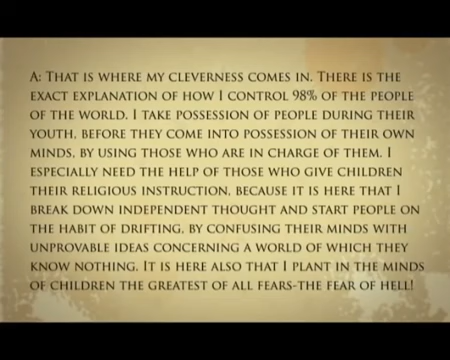 A: That is where my cleverness comes in. There is the
exact explanation of how I control 98% of the people
of the world. I take possession of people during their
youth, before they come into possession of their own
minds, by using those who are in charge of them. I
especially need the help of those who give children
their religious instruction, because it is here that I
break down independent thought and start people on
the habit of drifting, by confusing their minds with
unprovable ideas concerning a world of which they
know nothing. It is here also that I plant in the minds
of children the greatest of all fears-the fear of hell!